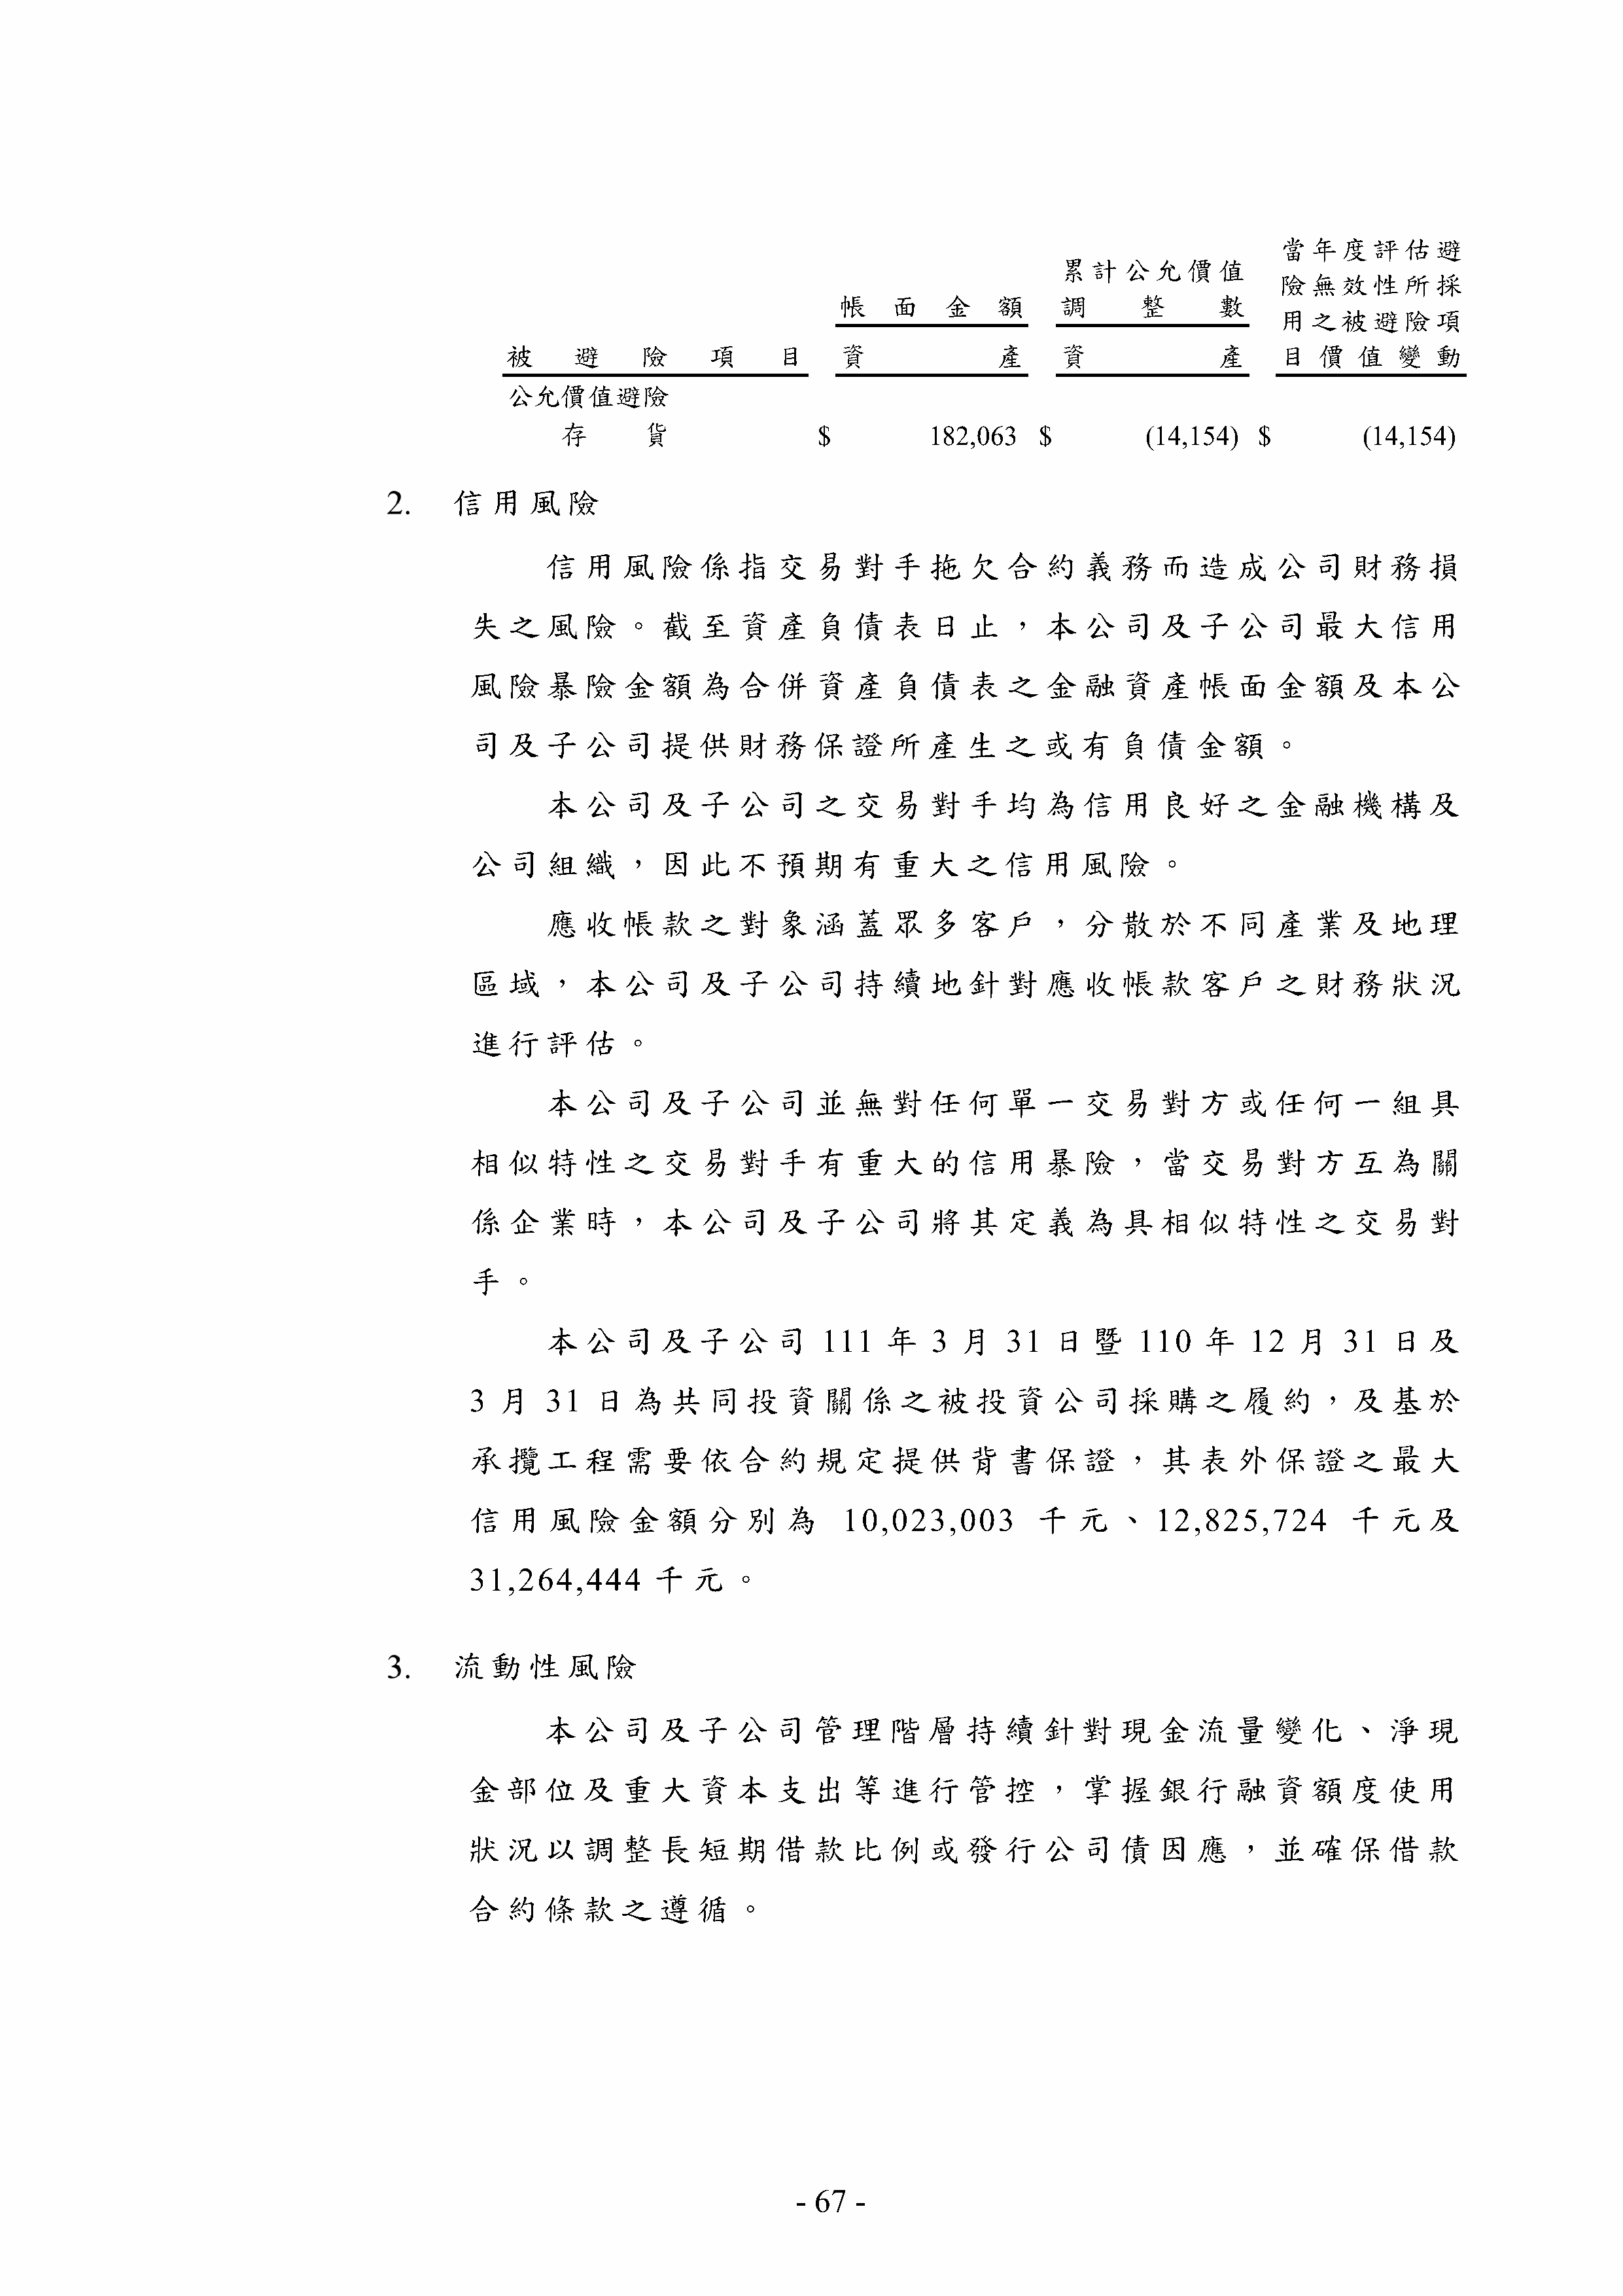 當年度評估避
累計公允價值 險無效性所採
帳面金額 調整數 用之被避險項
被避險項目 資產 資產 目價值變動
公允價值避險
存貨 $ 182,063 $ (14,154) $ (14,154)
2. 信用風險
信用風險係指交易對手拖欠合約義務而造成公司財務損
失之風險。截至資產負債表日止，本公司及子公司最大信用
風險暴險金額為合併資產負債表之金融資產帳面金額及本公
司及子公司提供財務保證所產生之或有負債金額。
本公司及子公司之交易對手均為信用良好之金融機構及
公司組織，因此不預期有重大之信用風險。
應收帳款之對象涵蓋眾多客戶，分散於不同產業及地理
區域，本公司及子公司持續地針對應收帳款客戶之財務狀況
進行評估。
本公司及子公司並無對任何單一交易對方或任何一組具
相似特性之交易對手有重大的信用暴險，當交易對方互為關
係企業時，本公司及子公司將其定義為具相似特性之交易對
手。
本公司及子公司 111 年 3 月 31 日暨 110 年 12 月 31 日及
3 月 31 日為共同投資關係之被投資公司採購之履約，及基於
承攬工程需要依合約規定提供背書保證，其表外保證之最大
信用風險金額分別為 10,023,003 千元、12,825,724 千元及
31,264,444 千元。
3. 流動性風險
本公司及子公司管理階層持續針對現金流量變化、淨現
金部位及重大資本支出等進行管控，掌握銀行融資額度使用
狀況以調整長短期借款比例或發行公司債因應，並確保借款
合約條款之遵循。
- 67 -